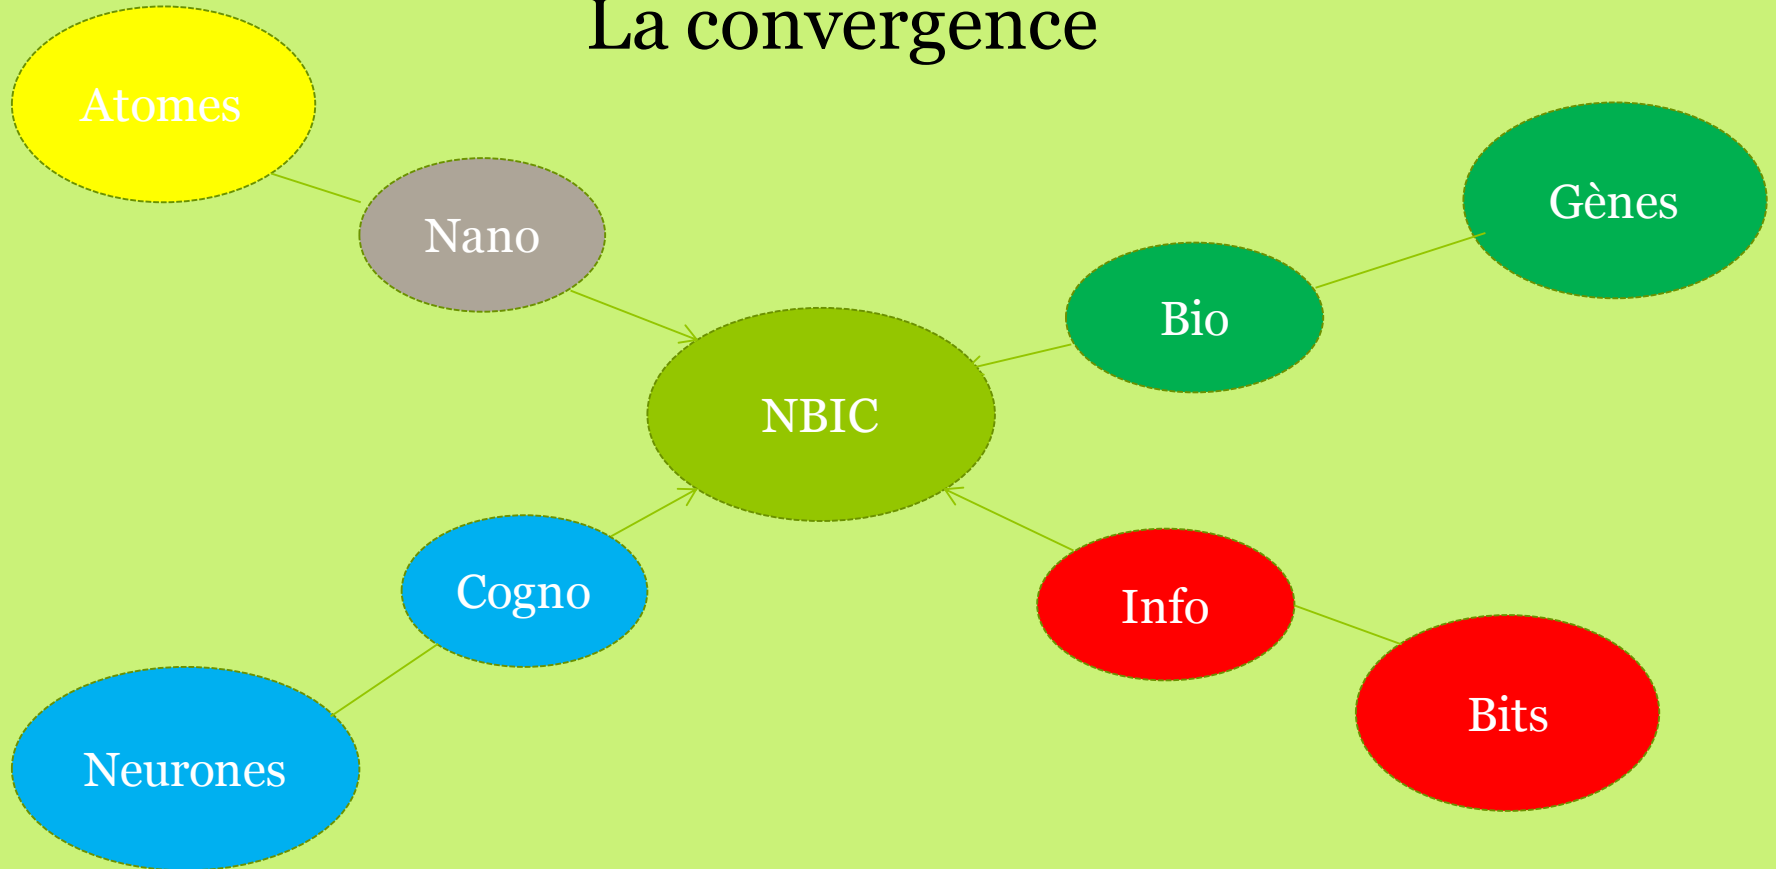 La convergence
Atomes
Nano
Gènes
Bio
NBIC
Cogno
Info
Neurones
Bits